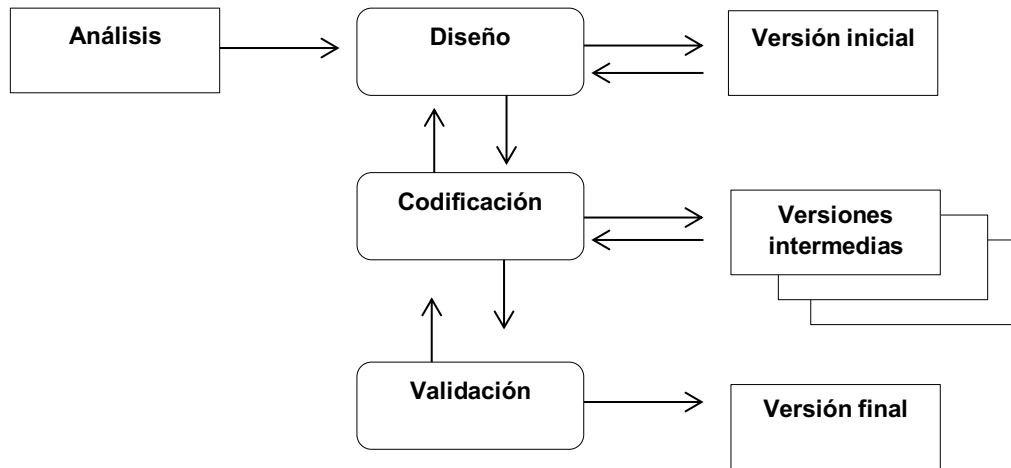 Análisis
Diseño
Versión inicial
Codificación
Versiones
intermedias
Validación
Versión final